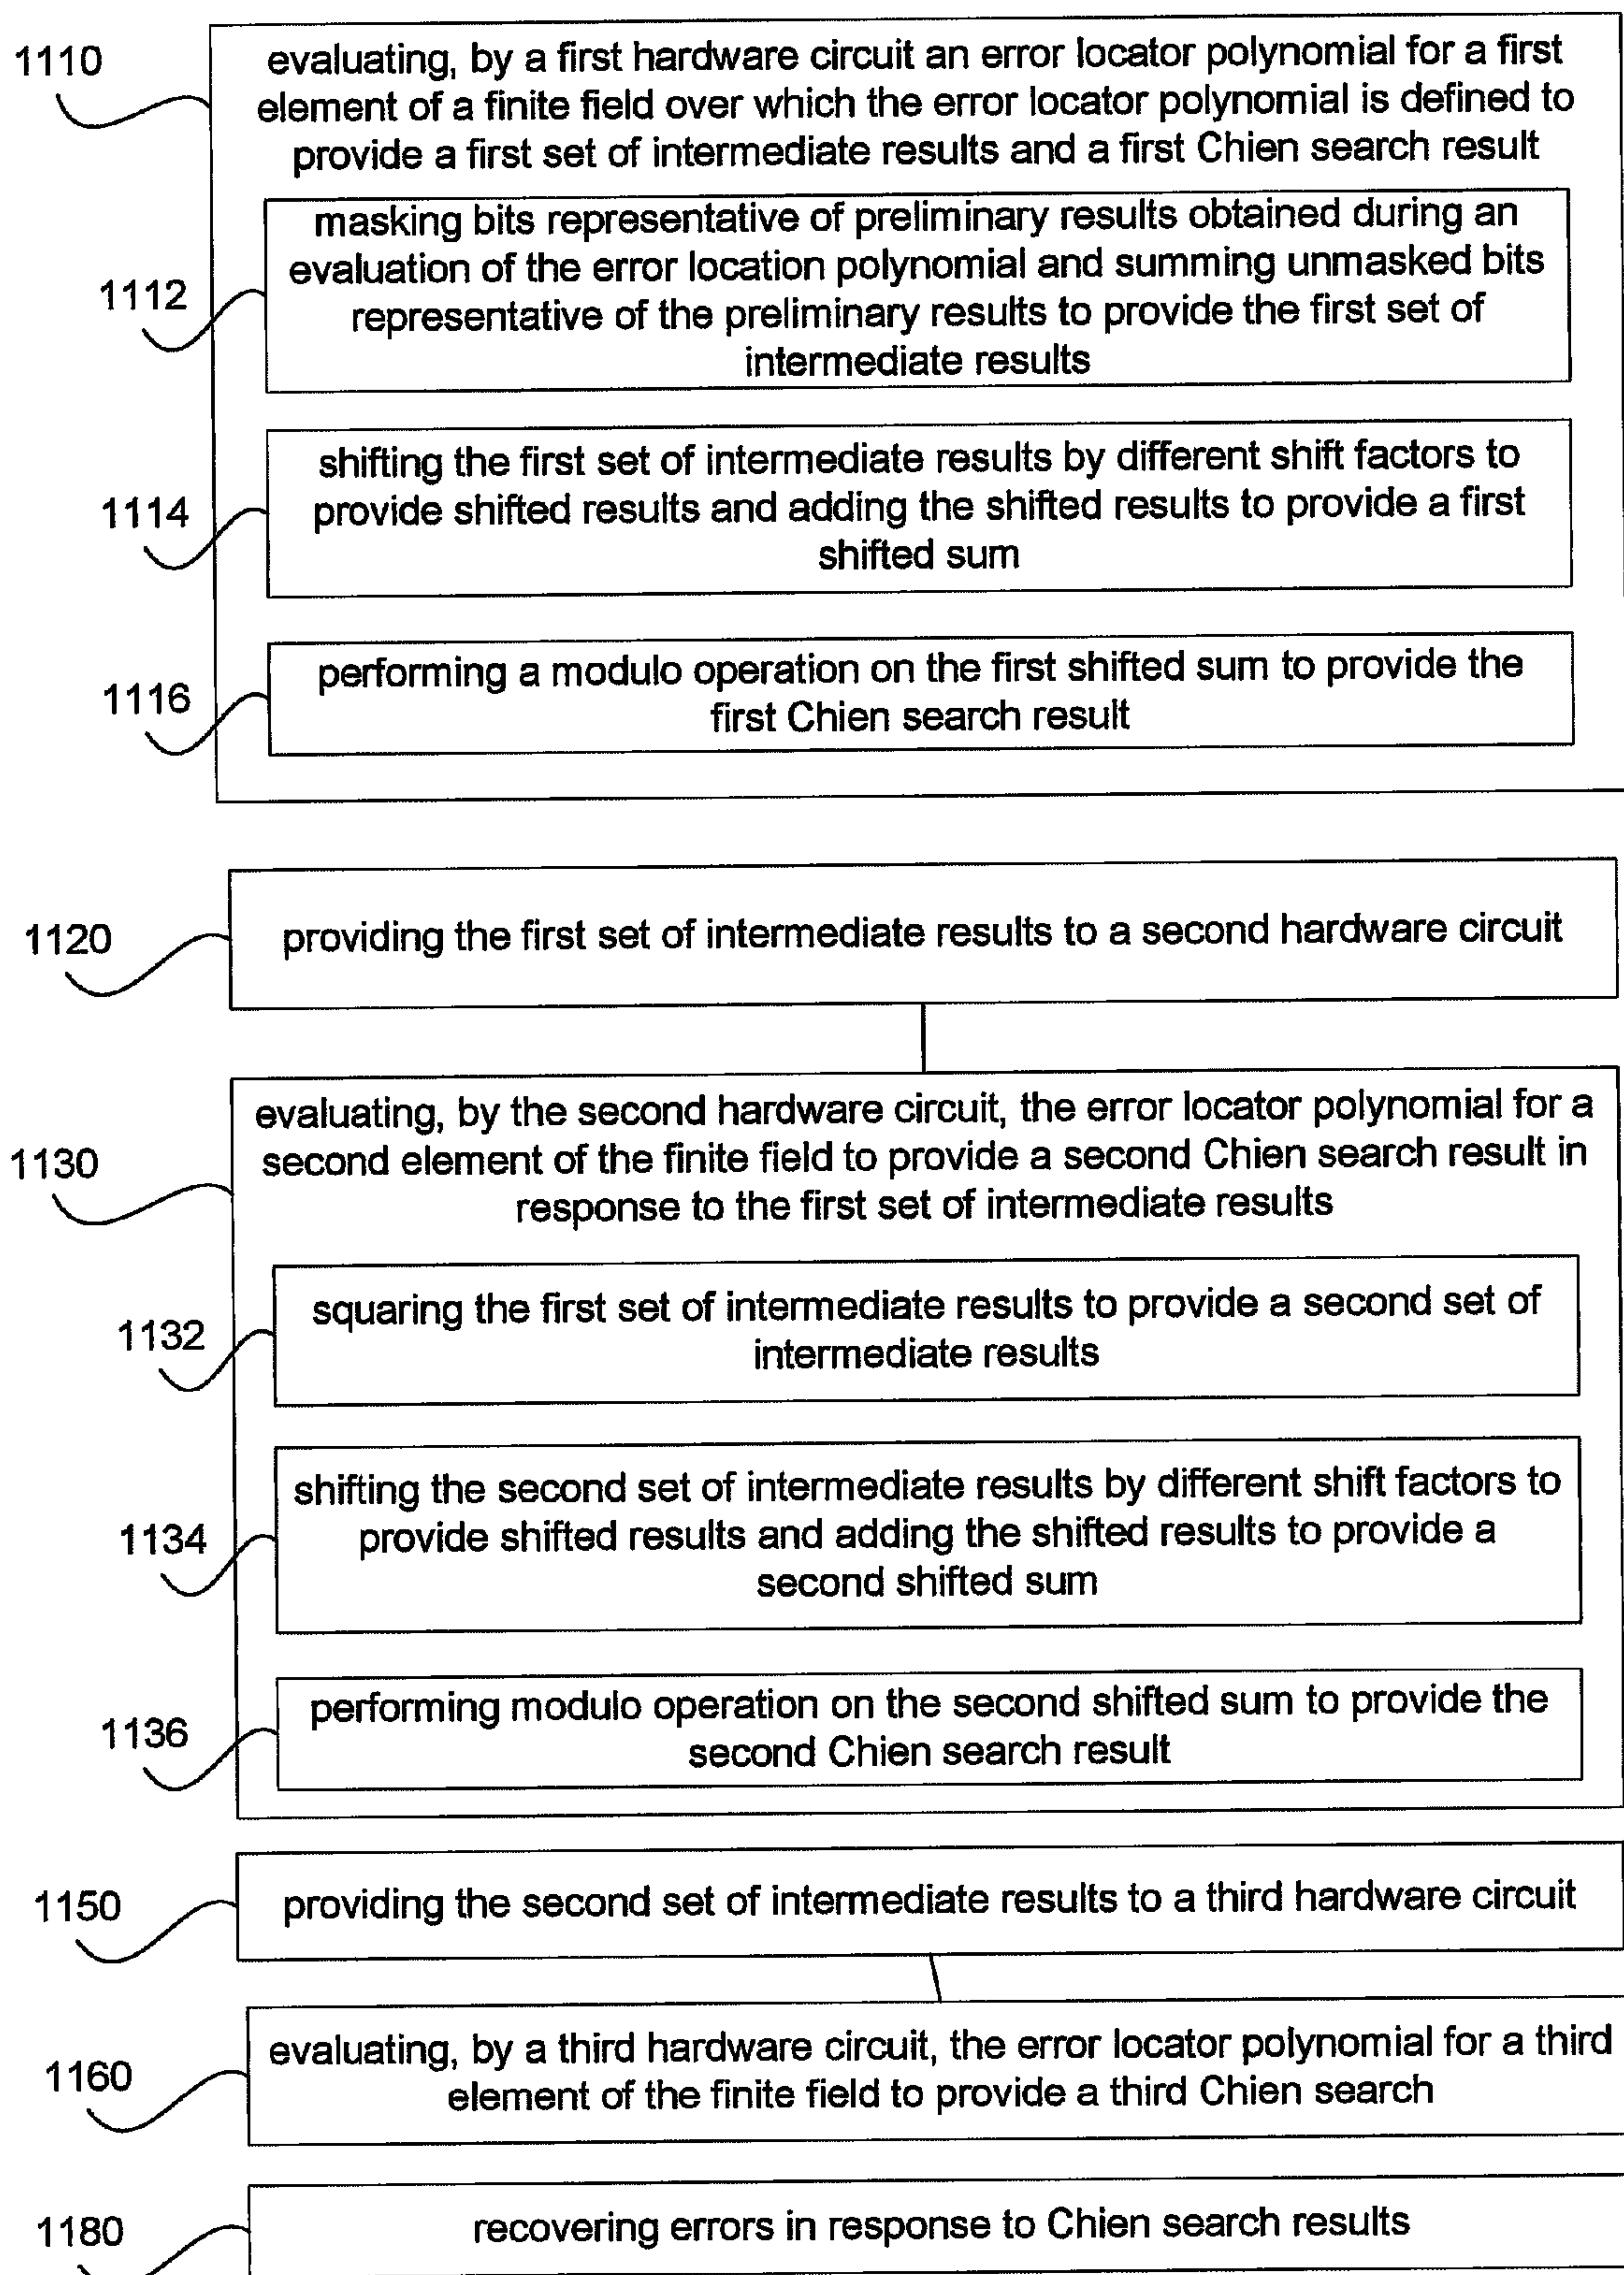 1110
evaluating, by a first hardware circuit an error locator polynomial for a first
element of a finite field over which the error locator polynomial is defined to
provide a first set of intermediate results and a first Chien search result
1112
masking bits representative of preliminary results obtained during an
evaluation of the error location polynomial and summing unmasked bits
representative of the preliminary results to provide the first set of
intermediate results
1114
shifting the first set of intermediate results by different shift factors to
provide shifted results and adding the shifted results to provide a first
shifted sum
1116
performing a modulo operation on the first shifted sum to provide the
first Chien search result
1120
providing the first set of intermediate results to a second hardware circuit
1130
evaluating, by the second hardware circuit, the error locator polynomial for a
second element of the finite field to provide a second Chien search result in
response to the first set of intermediate results
1132
squaring the first set of intermediate results to provide a second set of
intermediate results
1134
shifting the second set of intermediate results by different shift factors to
provide shifted results and adding the shifted results to provide a
second shifted sum
1136
performing modulo operation on the second shifted sum to provide the
second Chien search result
1150
providing the second set of intermediate results to a third hardware circuit
1160
evaluating, by a third hardware circuit, the error locator polynomial for a third
element of the finite field to provide a third Chien search
1180
recovering errors in response to Chien search results